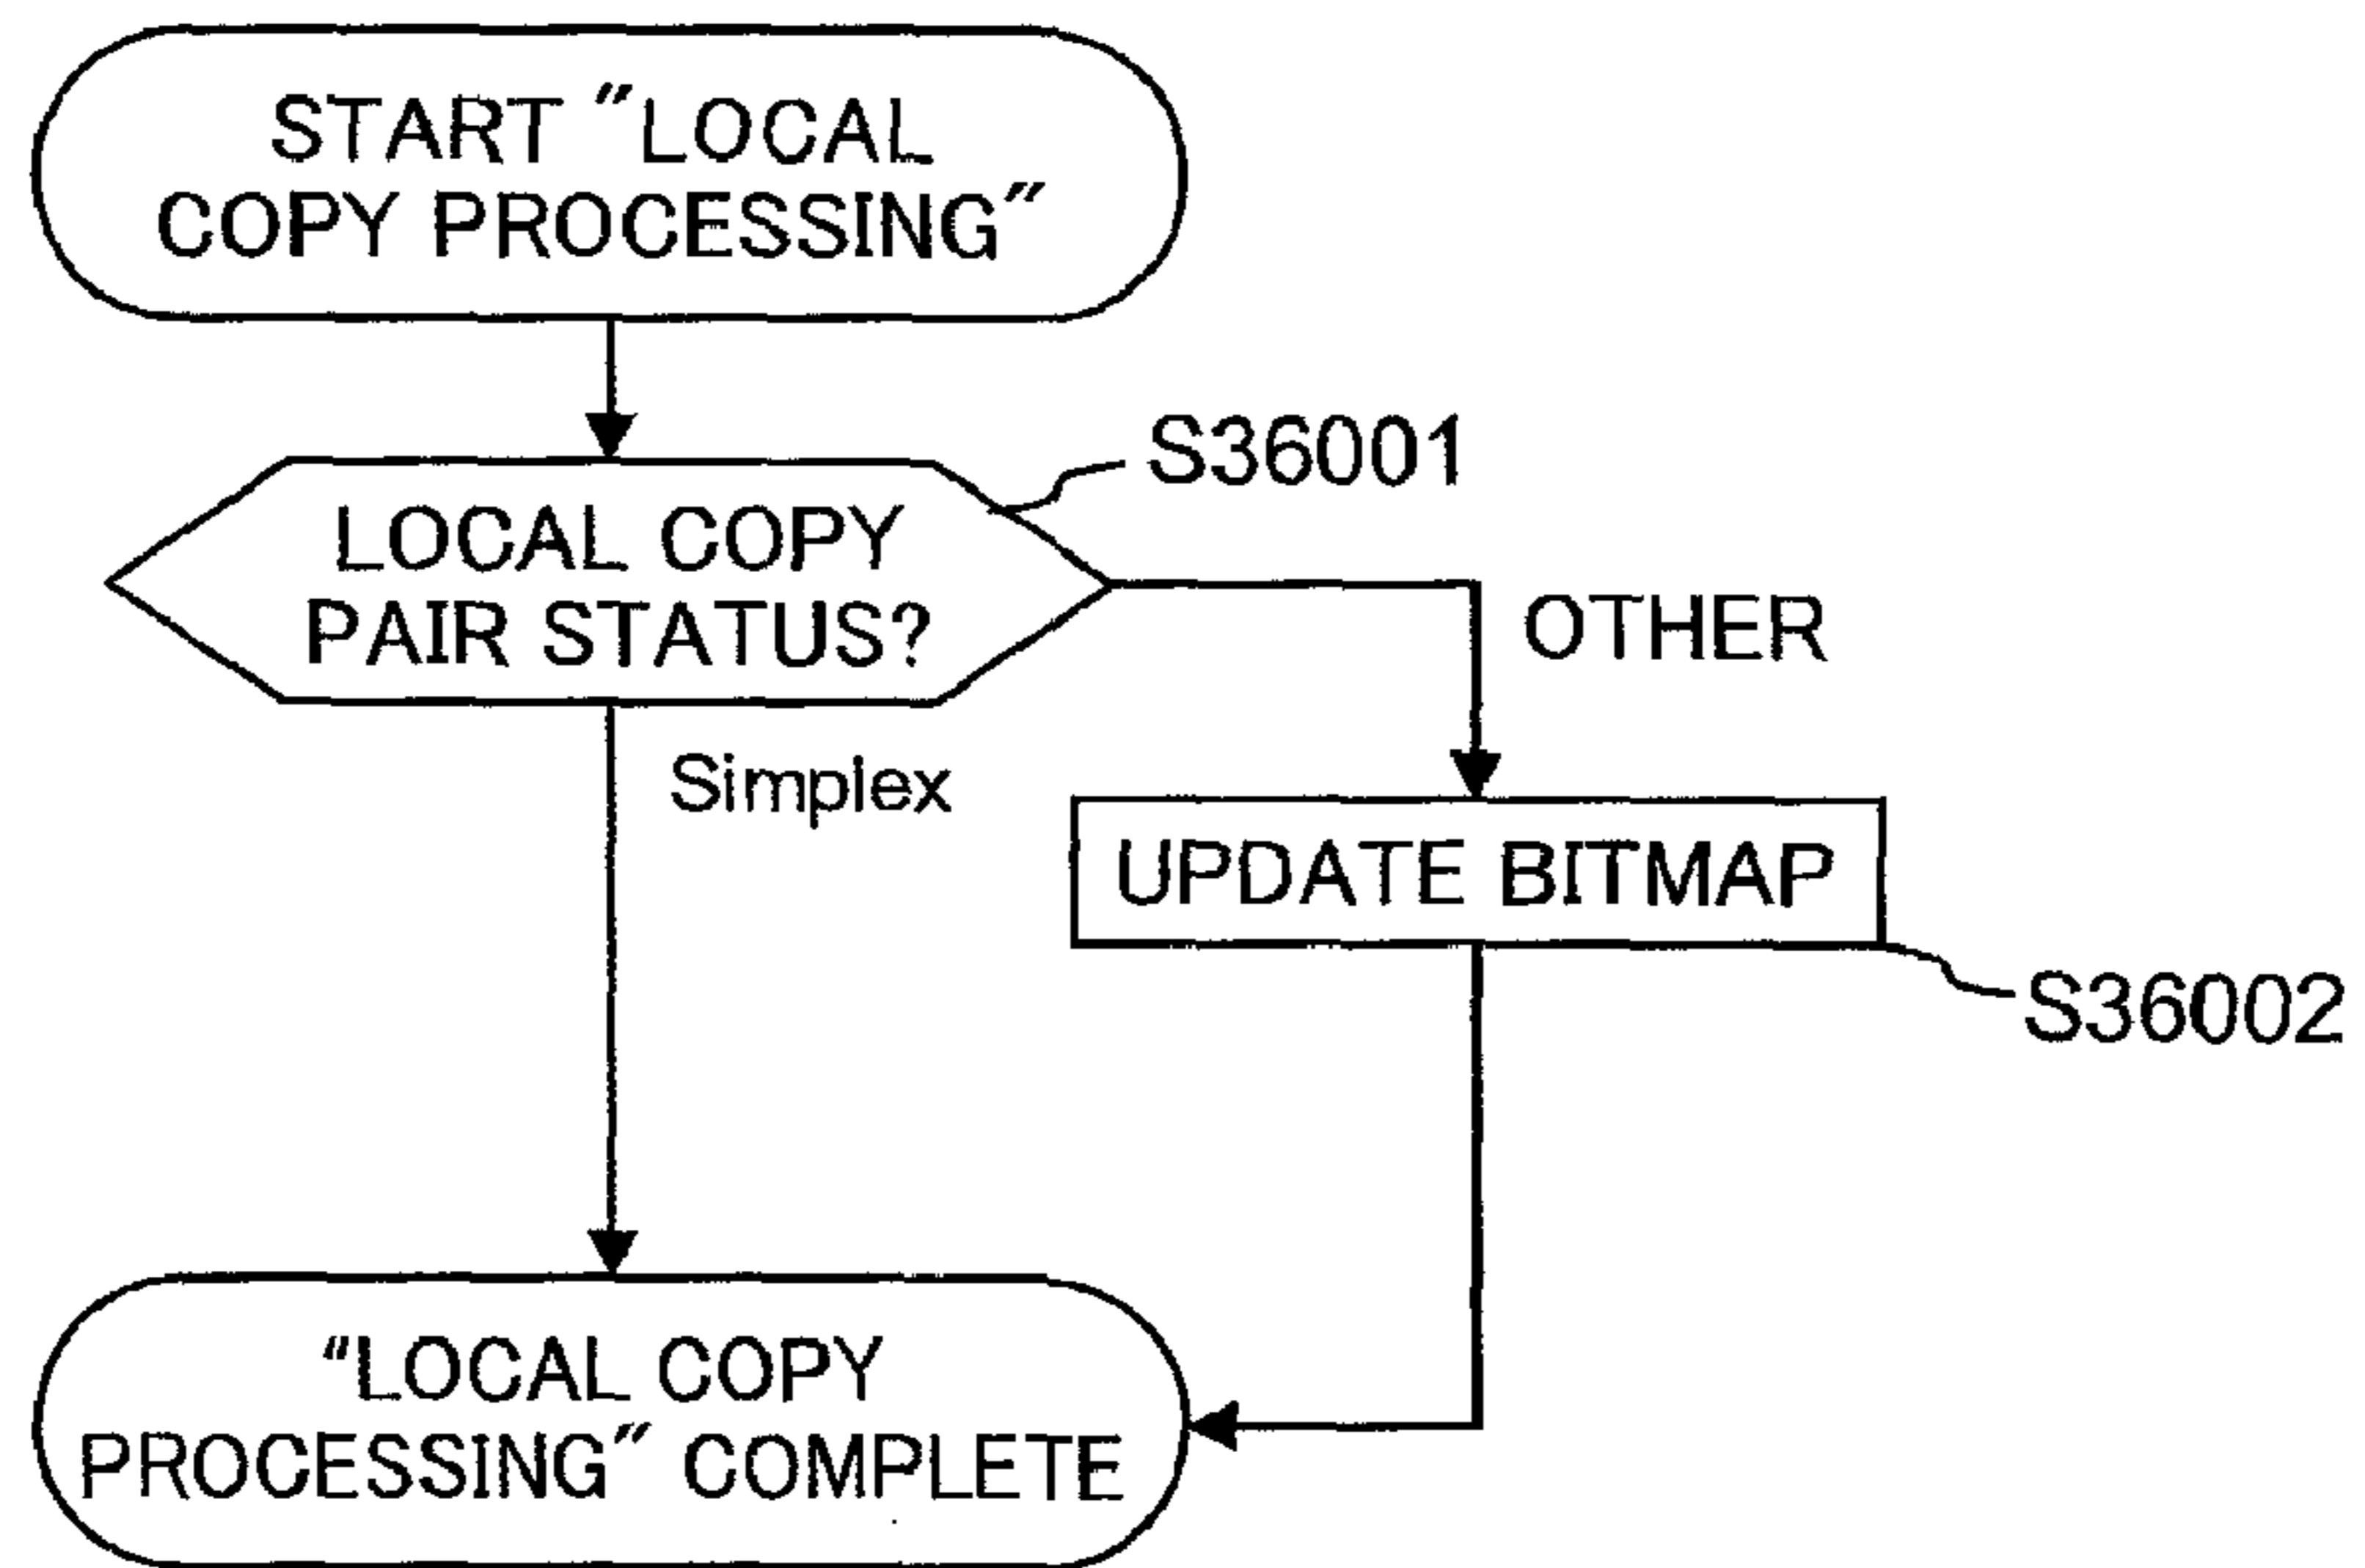 START "LOCAL
COPY PROCESSING"
S36001
LOCAL COPY
PAIR STATUS?
OTHER
Simplex
UPDATE BITMAP
S36002
"LOCAL COPY
PROCESSING" COMPLETE